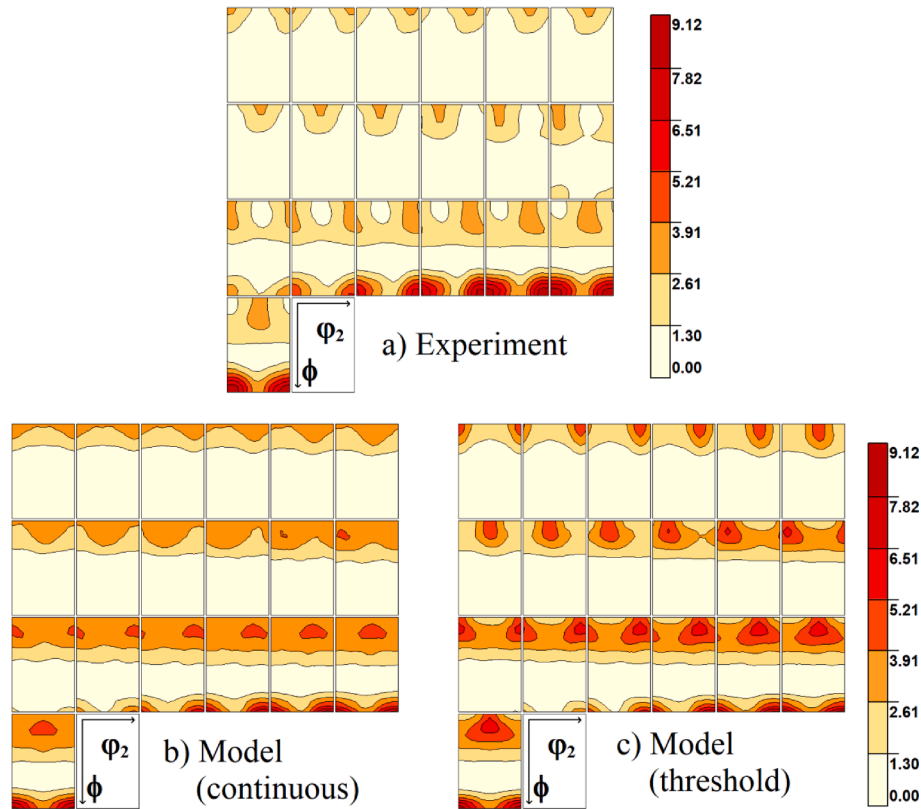 9.12
7.82
6.51
5.21
3.91
2.61
1.30
0.00
φ2
ϕ
a) Experiment
φ2
ϕ
b) Model
(continuous)
φ2
ϕ
c) Model
(threshold)
9.12
7.82
6.51
5.21
3.91
2.61
1.30
0.00